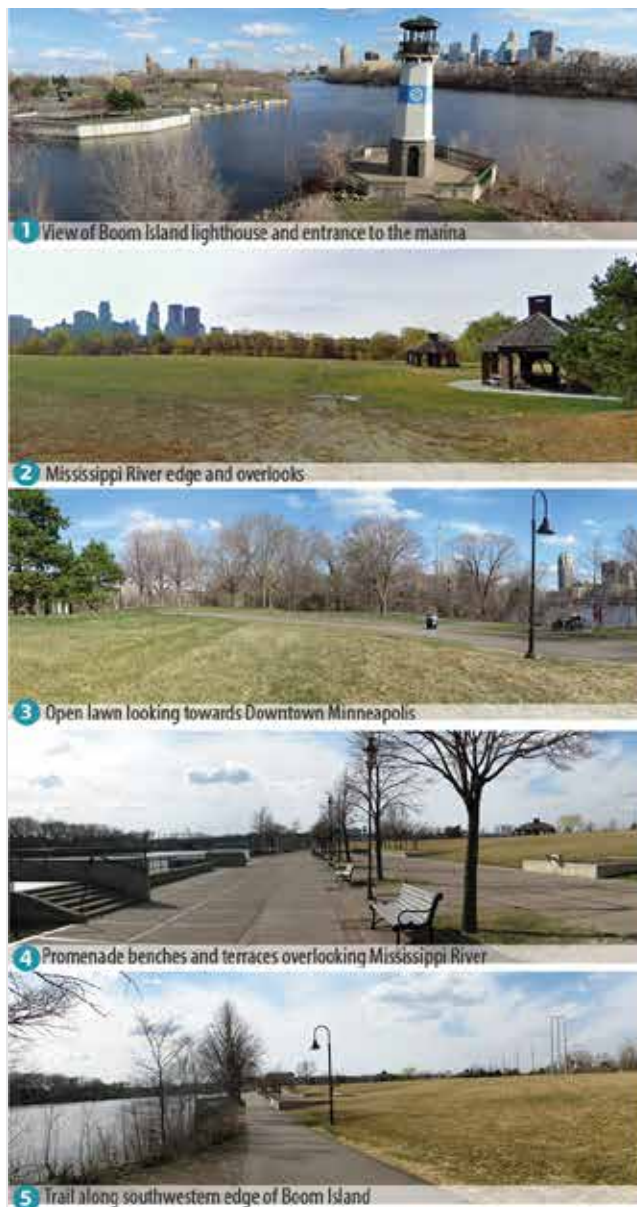 1 View of Boom Island lighthouse and entrance to the marina
2 Mississippi River edge and overlooks
3 Open lawn looking towards Downtown Minneapolis
4 Promenade benches and terraces overlooking Mississippi River
5 Trail along southwestern edge of Boom Island